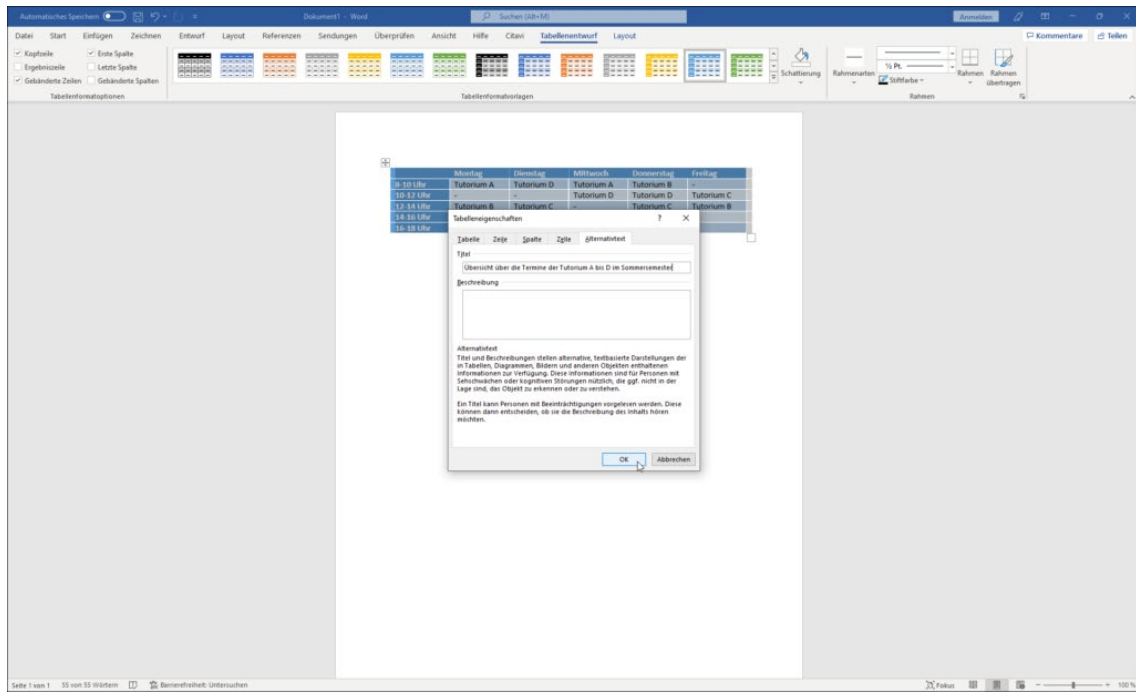 Automatisches Speichern Dokument1 - Word Suchen (Alt+M) Anmelden
Datei Start Einfügen Zeichnen Entwurf Layout Referenzen Sendungen Überprüfen Ansicht Hilfe Citavi Tabellenentwurf Layout Kommentare Teilen
Kopfzeile Erste Spalte
Ergebniszeile Letzte Spalte
Gebänderte Zeilen Gebänderte Spalten
Schattierung Rahmenarten ½ Pt. Stiftfarbe Rahmen Rahmen übertragen
Tabellenformatoptionen Tabellenformatvorlagen Rahmen
Montag Dienstag Mittwoch Donnerstag Freitag
8-10 Uhr Tutorium A Tutorium D Tutorium A Tutorium B -
10-12 Uhr - - Tutorium D Tutorium D Tutorium C
12-14 Uhr Tutorium B Tutorium C - Tutorium C Tutorium B
14-16 Uhr
16-18 Uhr
Tabelleneigenschaften ? ×
Tabelle Zeile Spalte Zelle Alternativtext
Titel
Übersicht über die Termine der Tutorium A bis D im Sommersemester
Beschreibung
Alternativtext
Titel und Beschreibungen stellen alternative, textbasierte Darstellungen der
in Tabellen, Diagrammen, Bildern und anderen Objekten enthaltenen
Informationen zur Verfügung. Diese Informationen sind für Personen mit
Sehschwächen oder kognitiven Störungen nützlich, die ggf. nicht in der
Lage sind, das Objekt zu erkennen oder zu verstehen.
Ein Titel kann Personen mit Beeinträchtigungen vorgelesen werden. Diese
können dann entscheiden, ob sie die Beschreibung des Inhalts hören
möchten.
OK Abbrechen
Seite 1 von 1 55 von 55 Wörtern Barrierefreiheit: Untersuchen Fokus 100 %